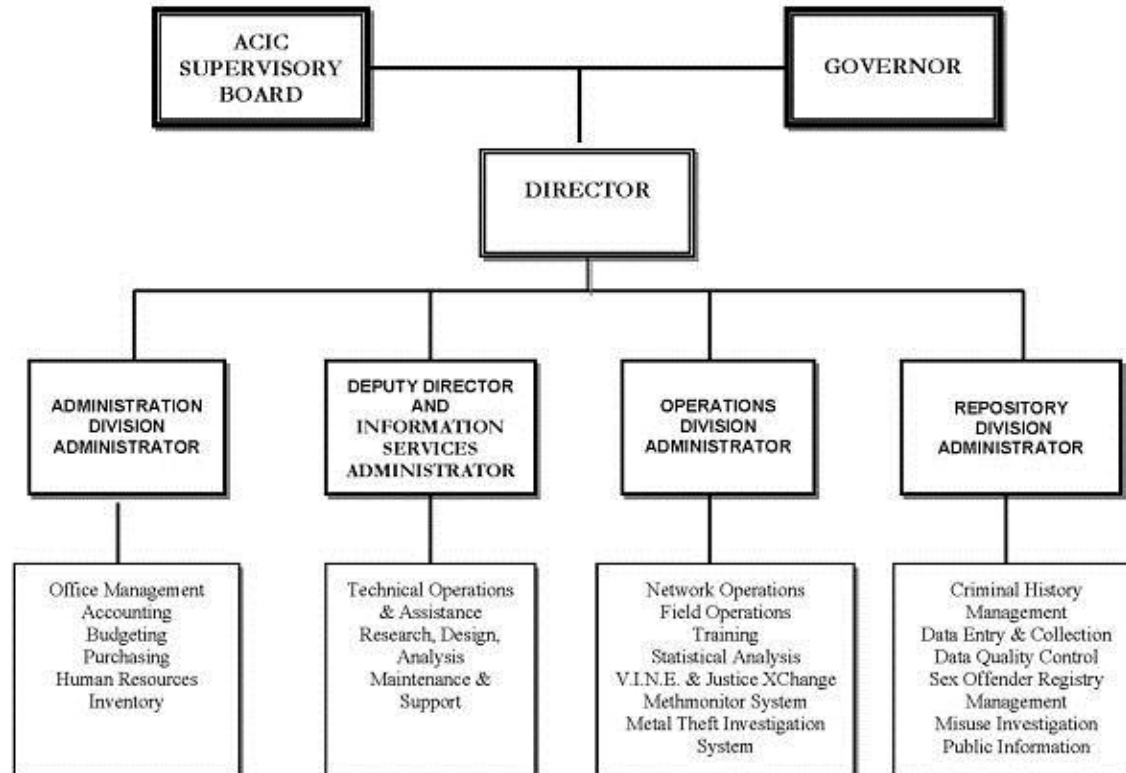 ACIC
SUPERVISORY
BOARD
GOVERNOR
DIRECTOR
ADMINISTRATION
DIVISION
ADMINISTRATOR
DEPUTY DIRECTOR
AND
INFORMATION
SERVICES
ADMINISTRATOR
OPERATIONS
DIVISION
ADMINISTRATOR
REPOSITORY
DIVISION
ADMINISTRATOR
Office Management
Accounting
Budgeting
Purchasing
Human Resources
Inventory
Technical Operations
& Assistance
Research, Design,
Analysis
Maintenance &
Support
Network Operations
Field Operations
Training
Statistical Analysis
V.I.N.E. & Justice XChange
Methmonitor System
Metal Theft Investigation
System
Criminal History
Management
Data Entry & Collection
Data Quality Control
Sex Offender Registry
Management
Misuse Investigation
Public Information